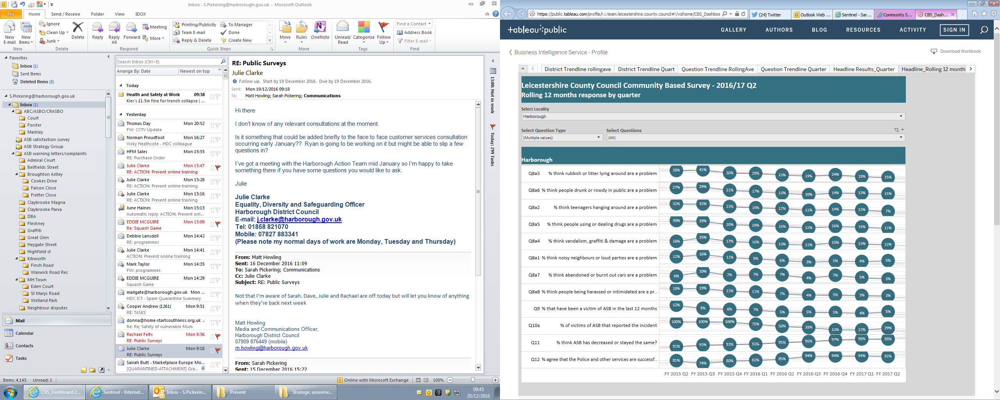 Inbox - S.Pickering@harborough.gov.uk - Microsoft Outlook
File Home Send / Receive Folder View IDOX
New E-mail
New Items
New
Ignore
Clean Up
Junk
Delete
Delete
Reply
Reply All
Forward
Meeting
More
Respond
Printing/Publicity
Team E-mail
Reply & Delete
To Manager
Done
Create New
Quick Steps
Move
Rules
OneNote
Move
Unread/ Read
Categorize
Follow Up
Tags
Find a Contact
Address Book
Filter E-mail
Find
Favorites
Inbox (1)
Sent Items
Deleted Items (3)
S.Pickering@harborough.gov.uk
Inbox (1)
ABC/ASBO/CRASBO
Court
Forster
Markley
ASB satisfaction survey
ASB Strategy Group
ASB warning letters/complaints
Admiral Court
Bellfields Street
Broughton Astley
Cookes Drive
Falcon Close
Fretter Close
Claybrooke Magna
Claybrooke Parva
DBA
Fleckney
Graffiti
Great Glen
Heygate Street
Highfield st
Kibworth
Finch Road
Warwick Road Rec
MH Town
Eden Court
St Marys Road
Welland Park
Neighbour disputes
Mail
Calendar
Contacts
Tasks
Search Inbox (Ctrl+E)
Arrange By: Date Newest on top
Today
Health and Safety at Work 09:38
Kier's £1.5m fine for trench collapse | ...
Yesterday
Thomas Day Mon 20:52
FW: CCTV Update
Norman Proudfoot Mon 16:27
Vicky Heathcote - HDC colleague
HFM Sales Mon 15:55
RE: Purchase Order
Julie Clarke Mon 15:47
RE: ACTION: Prevent online training
Julie Clarke Mon 15:28
RE: ACTION: Prevent online training
Julie Clarke Mon 15:16
RE: ACTION: Prevent online training
June Haines Mon 15:13
Automatic reply: ACTION: Prevent onl...
EDDIE MCGUIRE Mon 15:09
Re: Squash Game
Debbie Lansdell Mon 14:42
RE: programmes
Julie Clarke Mon 14:41
ACTION: Prevent online training
Mark Taylor Mon 14:35
FW: programmes
EDDIE MCGUIRE Mon 14:29
Squash Game
mailgate@harborough.gov.uk Mon ...
HDC ICT - Spam Quarantine Summary
Cooper Andrew (1261) Mon 9:51
RE: TASKS
donna@home-startsouthleics.org.uk ..
Re: Re; Safety of vulnerable Mum
Rachael Felts Mon 9:36
RE: Public Surveys
Julie Clarke Mon 9:18
RE: Public Surveys
Sairah Butt - Marketplace Europe Mo...
[QUARANTINED-ATTACHMENT] Gra...
RE: Public Surveys
Julie Clarke
Follow up. Start by 19 December 2016. Due by 19 December 2016.
Sent: Mon 19/12/2016 09:18
To: Matt Howling; Sarah Pickering; Communications
Hi there
I don't know of any relevant consultations at the moment.
Is it something that could be added briefly to the face to face customer services consultation
occurring early January?? Ryan is going to be working on it but might be able to slip a few
questions in?
I've got a meeting with the Harborough Action Team mid January so I'm happy to take
something there if you have some questions you would like to ask.
Julie
Julie Clarke
Equality, Diversity and Safeguarding Officer
Harborough District Council
E-mail: j.clarke@harborough.gov.uk
Tel: 01858 821070
Mobile: 07827 883341
(Please note my normal days of work are Monday, Tuesday and Thursday)
From: Matt Howling
Sent: 16 December 2016 11:09
To: Sarah Pickering; Communications
Cc: Julie Clarke
Subject: RE: Public Surveys
Not that I'm aware of Sarah. Dave, Julie and Rachael are off today but will let you know of anything
when they're back next week
Matt Howling
Media and Communications Officer,
Harborough District Council
07909 876449 (mobile)
m.howling@harborough.gov.uk
From: Sarah Pickering
Sent: 15 December 2016 15:22
13:00: Not in work
Today: 299 Tasks
Items: 4,145 Unread: 1
Online with Microsoft Exchange 100%
CBS_Dashboard 2...
Sentinel - Internet...
Inbox - S.Pickerin...
Prevent
Strategic assesme...
09:45
20/12/2016
https://public.tableau.com/profile/r.i.team.leicestershire.county.council#!/vizhome/CBS_Dashboa
(24) Twitter
Outlook Web ...
Sentinel - Sar...
Community S...
CBS_Dash...
tableau public
GALLERY AUTHORS BLOG RESOURCES ACTIVITY SIGN IN
Business Intelligence Service - Profile
Download Workbook
District Trendline rollingave
District Trendline Quart
Question Trendline RollingAve
Question Trendline Quarter
Headline Results_Quarter
Headline_Rolling 12 month
Leicestershire County Council Community Based Survey - 2016/17 Q2
Rolling 12 months response by quarter
Select Locality
Harborough
Select Question Type Select Questions
(Multiple values) (All)
Harborough
Q8a3 % think rubbish or litter lying around are a problem 38% 41% 30% 29% 23% 19% 24% 18% 15%
Q8a6 % think people drunk or rowdy in public are a problem 27% 29% 21% 17% 13% 10% 14% 13% 11%
Q8a2 % think teenagers hanging around are a problem 32% 32% 23% 19% 17% 11% 14% 13% 7%
Q8a5 % think people using or dealing drugs are a problem 30% 29% 20% 19% 15% 12% 16% 15% 11%
Q8a4 % think vandalism, graffiti & damage are a problem 18% 25% 17% 16% 13% 11% 15% 13% 12%
Q8a1 % think noisy neighbours or loud parties are a problem 12% 16% 11% 9% 6% 3% 5% 4% 5%
Q8a7 % think abandoned or burnt out cars are a problem 6% 10% 7% 7% 7% 4% 7% 5% 3%
Q8a8 % think people being harassed or intimidated are a pr.. 18% 19% 13% 11% 7% 4% 5% 3% 3%
Q9 % that have been a victim of ASB in the last 12 months 12% 9% 8% 7% 5% 5% 5% 4% 5%
Q10a % of victims of ASB that reported the incident 100% 100% 100% 75% 50% 38% 13% 13% 29%
Q11 % think ASB has decreased or stayed the same? 91% 93% 93% 93% 95% 96% 97% 98% 98%
Q12 % agree that the Police and other services are successf.. 81% 74% 80% 82% 85% 94% 94% 94% 92%
FY 2015 Q2 FY 2015 Q3 FY 2015 Q4 FY 2016 Q1 FY 2016 Q2 FY 2016 Q3 FY 2016 Q4 FY 2017 Q1 FY 2017 Q2